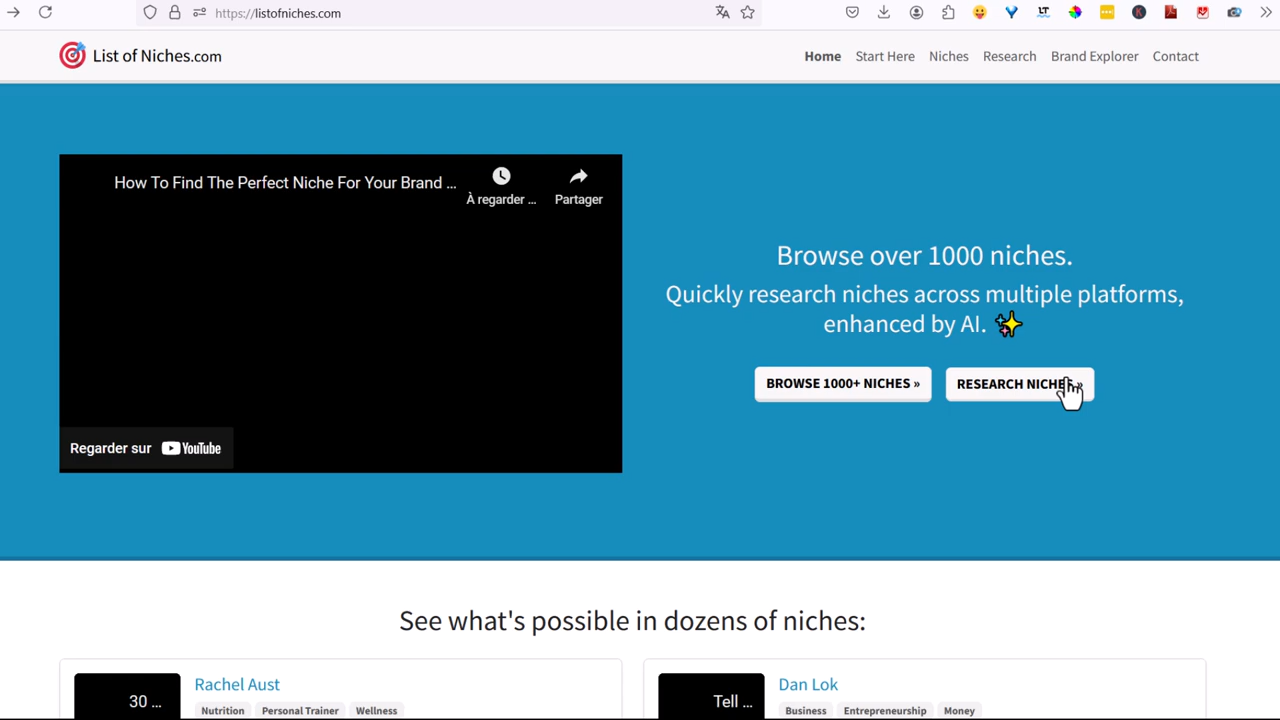 https://listofniches.com
List of Niches.com
Home Start Here Niches Research Brand Explorer Contact
How To Find The Perfect Niche For Your Brand ...
À regarder ...
Partager
Regarder sur YouTube
Browse over 1000 niches.
Quickly research niches across multiple platforms,
enhanced by AI. ✨
BROWSE 1000+ NICHES »
RESEARCH NICHES »
See what's possible in dozens of niches:
30 ...
Rachel Aust
Nutrition Personal Trainer Wellness
Tell ...
Dan Lok
Business Entrepreneurship Money